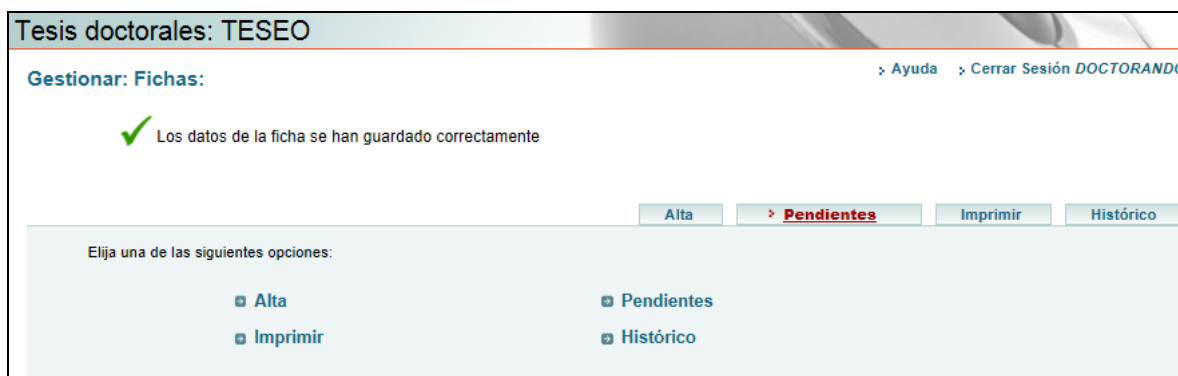 Tesis doctorales: TESEO
Gestionar: Fichas:
Ayuda Cerrar Sesión DOCTORANDO
Los datos de la ficha se han guardado correctamente
Alta Pendientes Imprimir Histórico
Elija una de las siguientes opciones:
Alta Pendientes
Imprimir Histórico